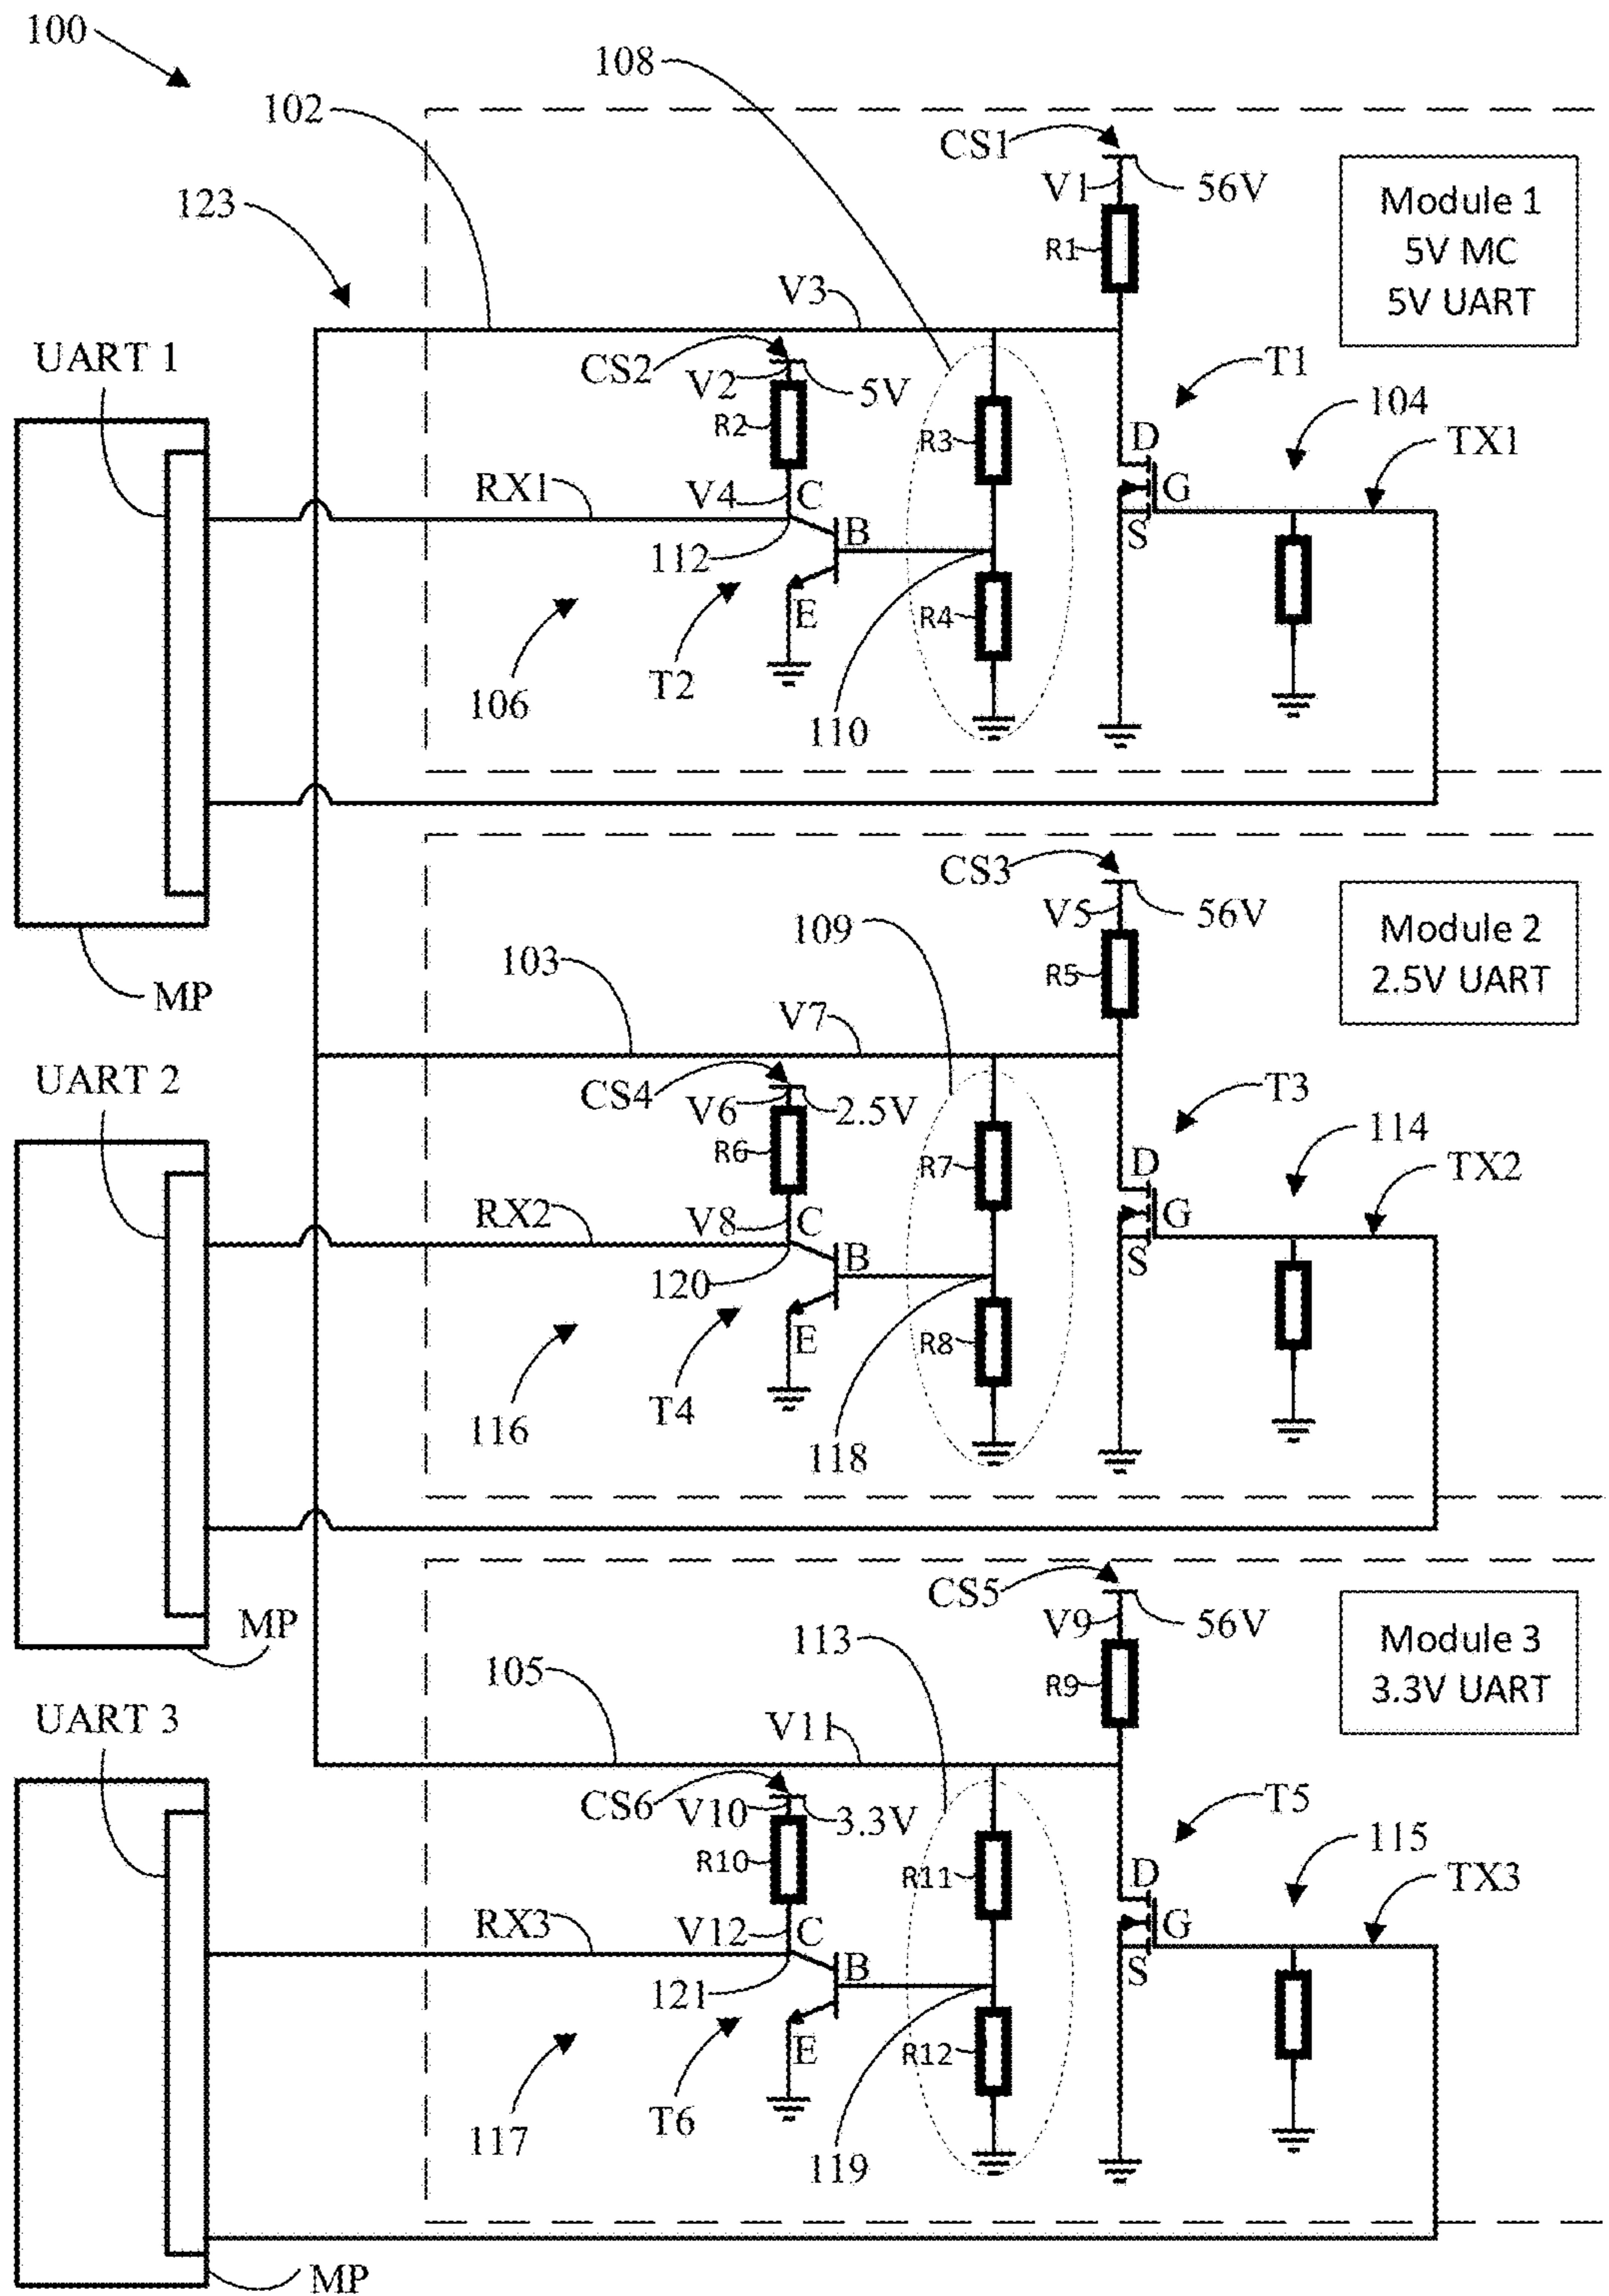 100
108
102
CS1
V1
56V
Module 1
5V MC
5V UART
123
R1
V3
UART 1
CS2
V2
5V
T1
104
R2
R3
D
TX1
RX1
V4
C
G
112
B
S
E
R4
106
T2
110
MP
CS3
V5
56V
Module 2
2.5V UART
109
103
R5
V7
UART 2
CS4
V6
2.5V
T3
114
R6
R7
D
TX2
RX2
V8
C
G
120
B
S
E
R8
116
T4
118
MP
CS5
V9
56V
Module 3
3.3V UART
113
105
R9
UART 3
V11
CS6
V10
3.3V
T5
115
R10
R11
D
TX3
RX3
V12
C
G
121
B
S
E
R12
117
T6
119
MP